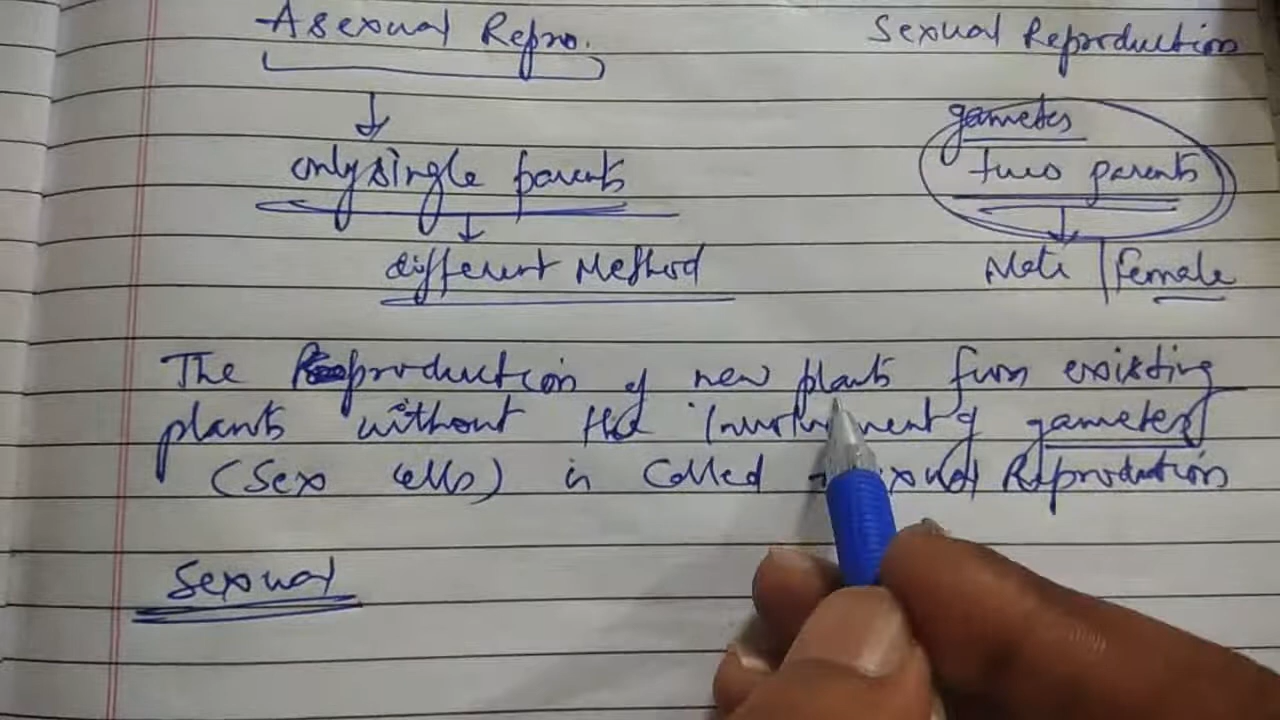 Asexual Repro.
Sexual Reproduction
only single parents
different Method
gametes
two parents
Male | female
The Reproduction of new plants from existing
plants without the Involvement of gametes
(Sex cells) is Called Reproduction
Sexual